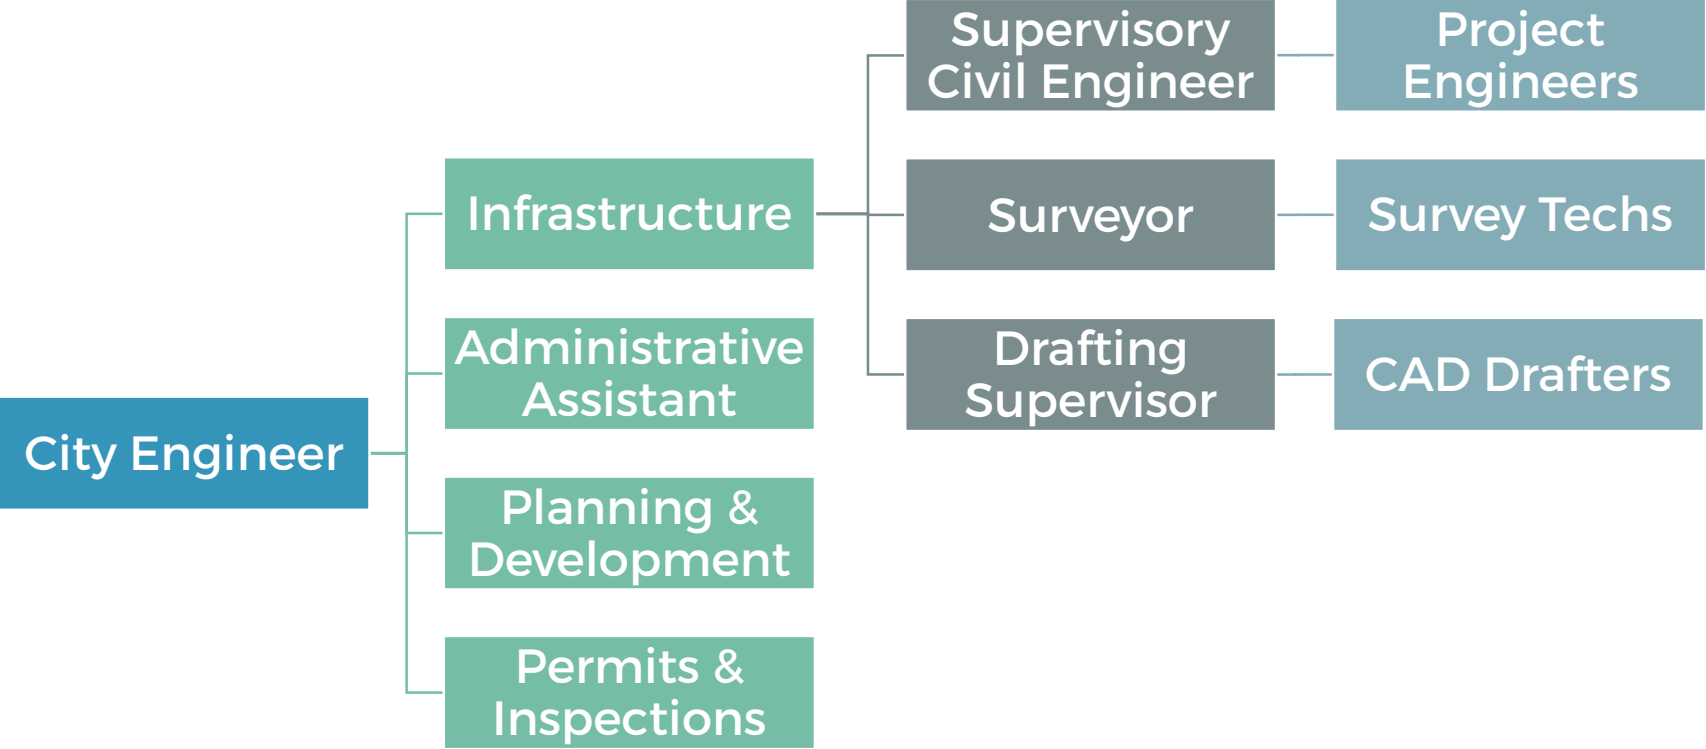 Supervisory
Civil Engineer
Project
Engineers
Infrastructure
Surveyor
Survey Techs
Administrative
Assistant
Drafting
Supervisor
CAD Drafters
City Engineer
Planning &
Development
Permits &
Inspections